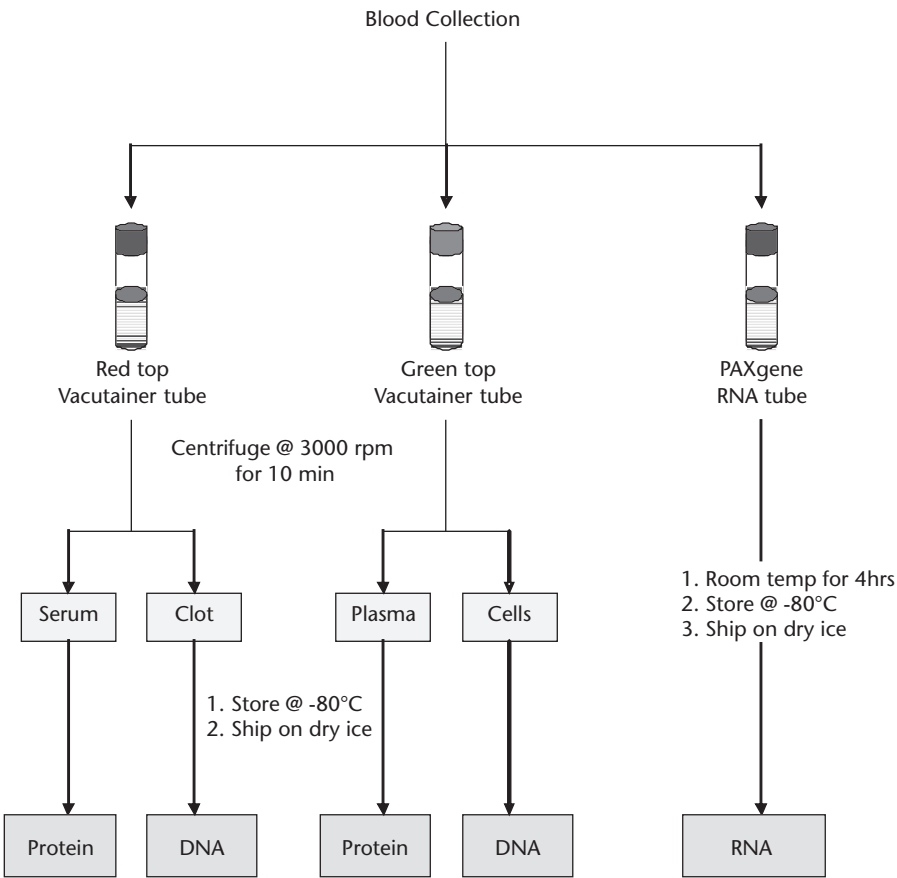 Blood Collection
Red top
Vacutainer tube
Green top
Vacutainer tube
PAXgene
RNA tube
Centrifuge @ 3000 rpm
for 10 min
Serum
Clot
Plasma
Cells
1. Room temp for 4hrs
2. Store @ -80°C
3. Ship on dry ice
1. Store @ -80°C
2. Ship on dry ice
Protein
DNA
Protein
DNA
RNA